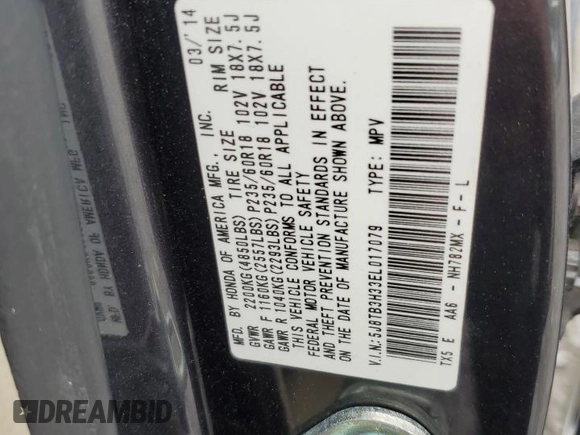 MFD. BY HONDA OF AMERICA MFG., INC. 03/'14
GVWR 2200KG(4850LBS) TIRE SIZE RIM SIZE
GAWR F 1160KG(2557LBS)P235/60R18 102V 18X7.5J
GAWR R 1040KG(2293LBS)P235/60R18 102V 18X7.5J
THIS VEHICLE CONFORMS TO ALL APPLICABLE
FEDERAL MOTOR VEHICLE SAFETY
AND THEFT PREVENTION STANDARDS IN EFFECT
ON THE DATE OF MANUFACTURE SHOWN ABOVE.
V.I.N.:5J8TB3H33EL017079 TYPE: MPV
TX5 E AA6 - NH782MX - F - L
DREAMBID